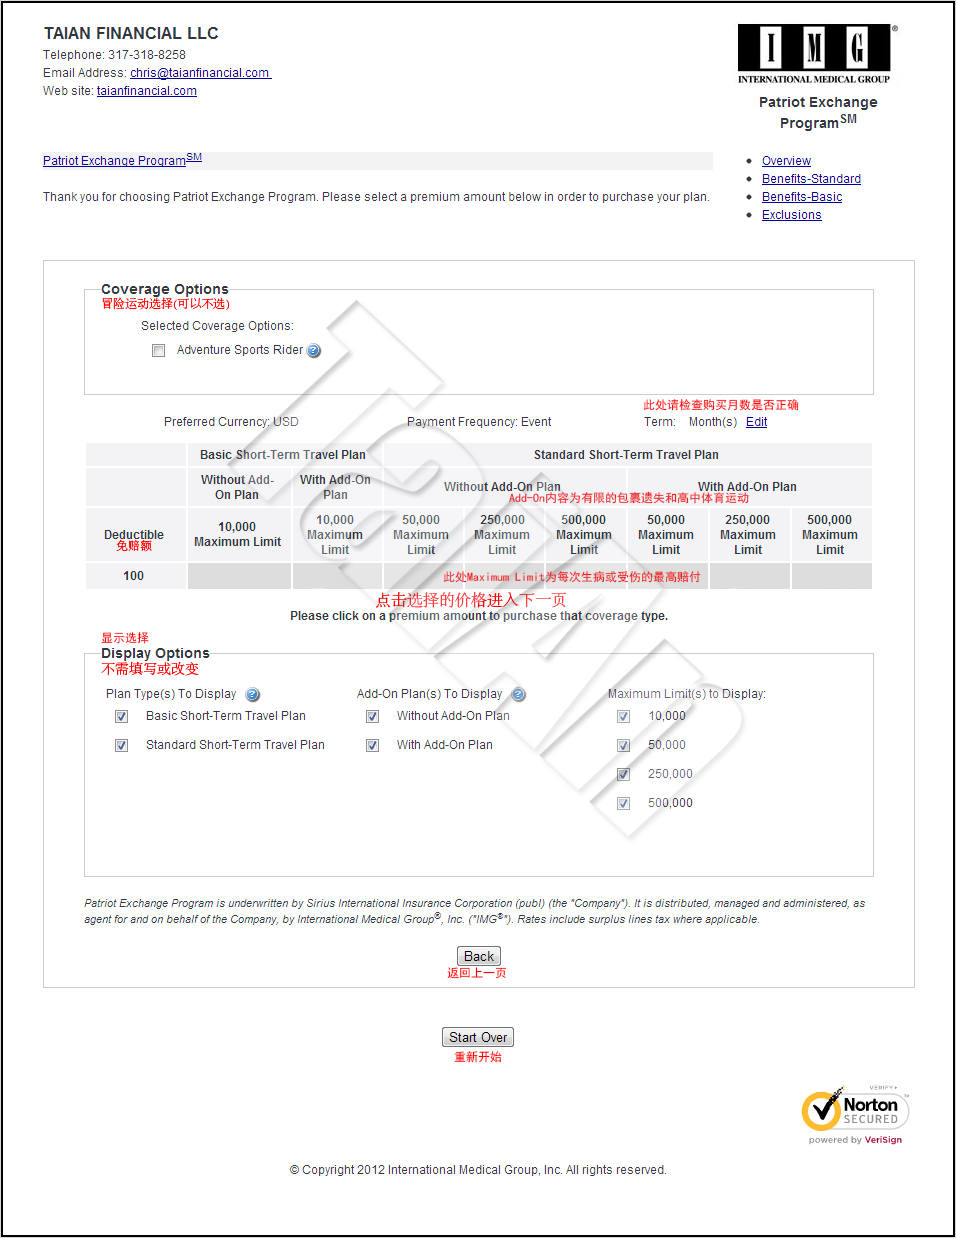 TAIAN FINANCIAL LLC
Telephone: 317-318-8258
Email Address: chris@taianfinancial.com
Web site: taianfinancial.com
I M G ®
INTERNATIONAL MEDICAL GROUP
Patriot Exchange
Program SM
Patriot Exchange Program SM
Thank you for choosing Patriot Exchange Program. Please select a premium amount below in order to purchase your plan.
Overview
Benefits-Standard
Benefits-Basic
Exclusions
Coverage Options
冒险运动选择(可以不选)
Selected Coverage Options:
Adventure Sports Rider ?
此处请检查购买月数是否正确
Preferred Currency: USD Payment Frequency: Event Term: Month(s) Edit
Basic Short-Term Travel Plan Standard Short-Term Travel Plan
Without Add-On Plan With Add-On Plan Without Add-On Plan With Add-On Plan
Add-On内容为有限的包裹遗失和高中体育运动
Deductible 10,000 Maximum Limit 10,000 Maximum Limit 50,000 Maximum Limit 250,000 Maximum Limit 500,000 Maximum Limit 50,000 Maximum Limit 250,000 Maximum Limit 500,000 Maximum Limit
免赔额
100
此处Maximum Limit为每次生病或受伤的最高赔付
点击选择的价格进入下一页
Please click on a premium amount to purchase that coverage type.
显示选择
Display Options
不需填写或改变
Plan Type(s) To Display ? Add-On Plan(s) To Display ? Maximum Limit(s) to Display:
Basic Short-Term Travel Plan Without Add-On Plan 10,000
Standard Short-Term Travel Plan With Add-On Plan 50,000
250,000
500,000
TaiAn
Patriot Exchange Program is underwritten by Sirius International Insurance Corporation (publ) (the "Company"). It is distributed, managed and administered, as
agent for and on behalf of the Company, by International Medical Group®, Inc. ("IMG®"). Rates include surplus lines tax where applicable.
Back
返回上一页
Start Over
重新开始
VERIFY
Norton
SECURED
powered by VeriSign
© Copyright 2012 International Medical Group, Inc. All rights reserved.